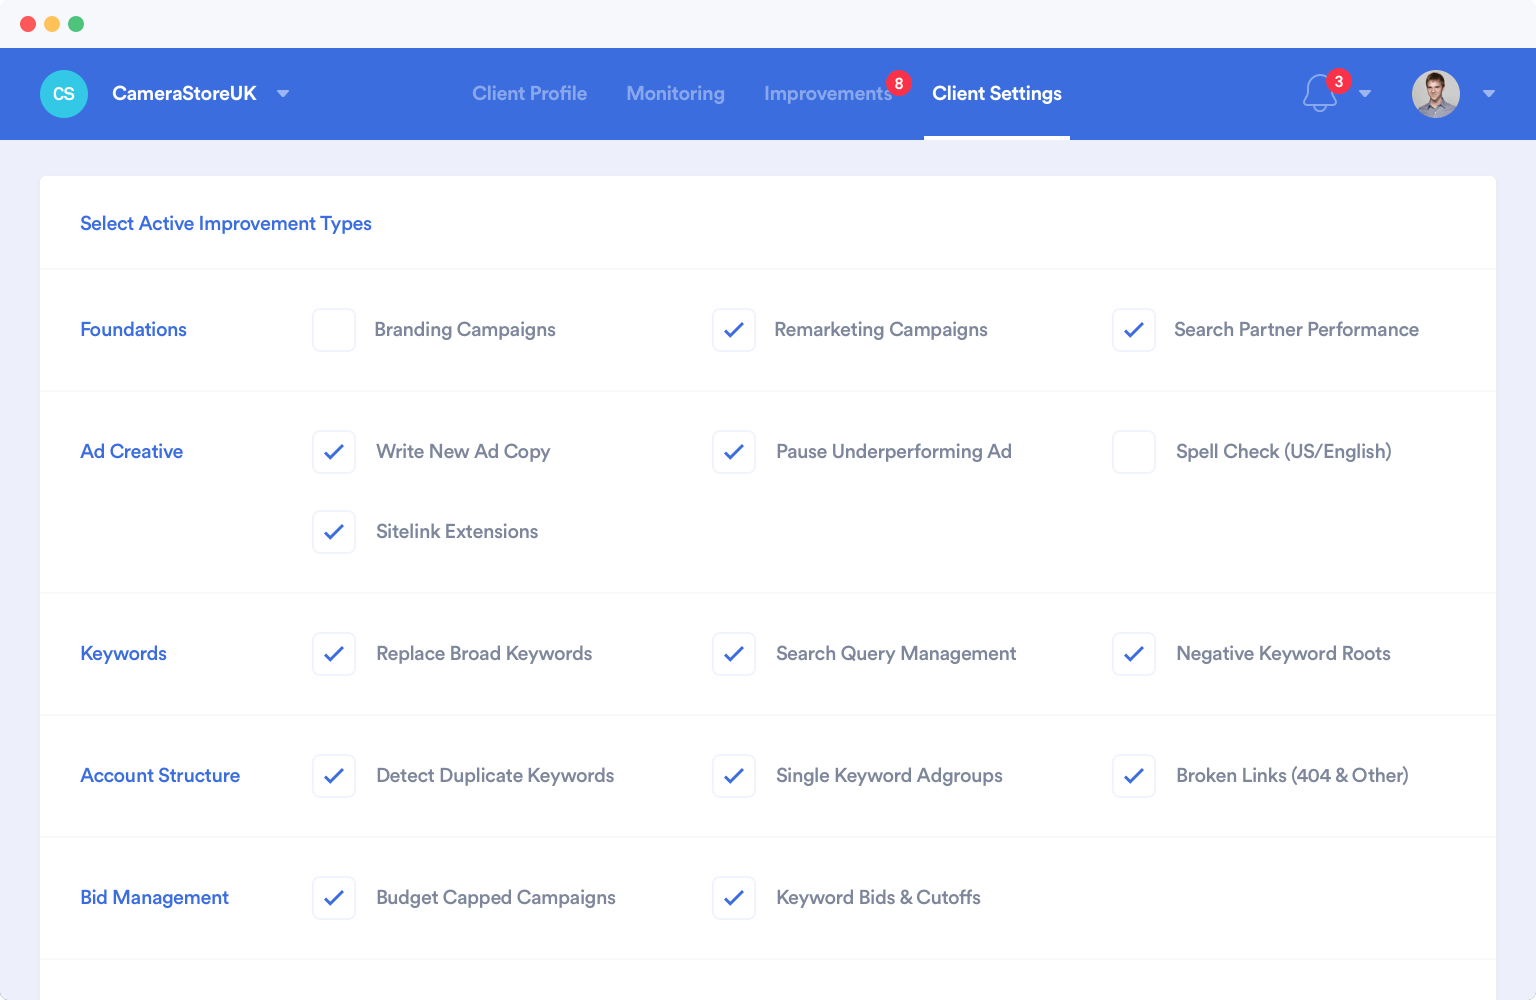 CS CameraStoreUK Client Profile Monitoring Improvements 8 Client Settings 3
Select Active Improvement Types
Foundations Branding Campaigns Remarketing Campaigns Search Partner Performance
Ad Creative Write New Ad Copy Pause Underperforming Ad Spell Check (US/English)
Sitelink Extensions
Keywords Replace Broad Keywords Search Query Management Negative Keyword Roots
Account Structure Detect Duplicate Keywords Single Keyword Adgroups Broken Links (404 & Other)
Bid Management Budget Capped Campaigns Keyword Bids & Cutoffs